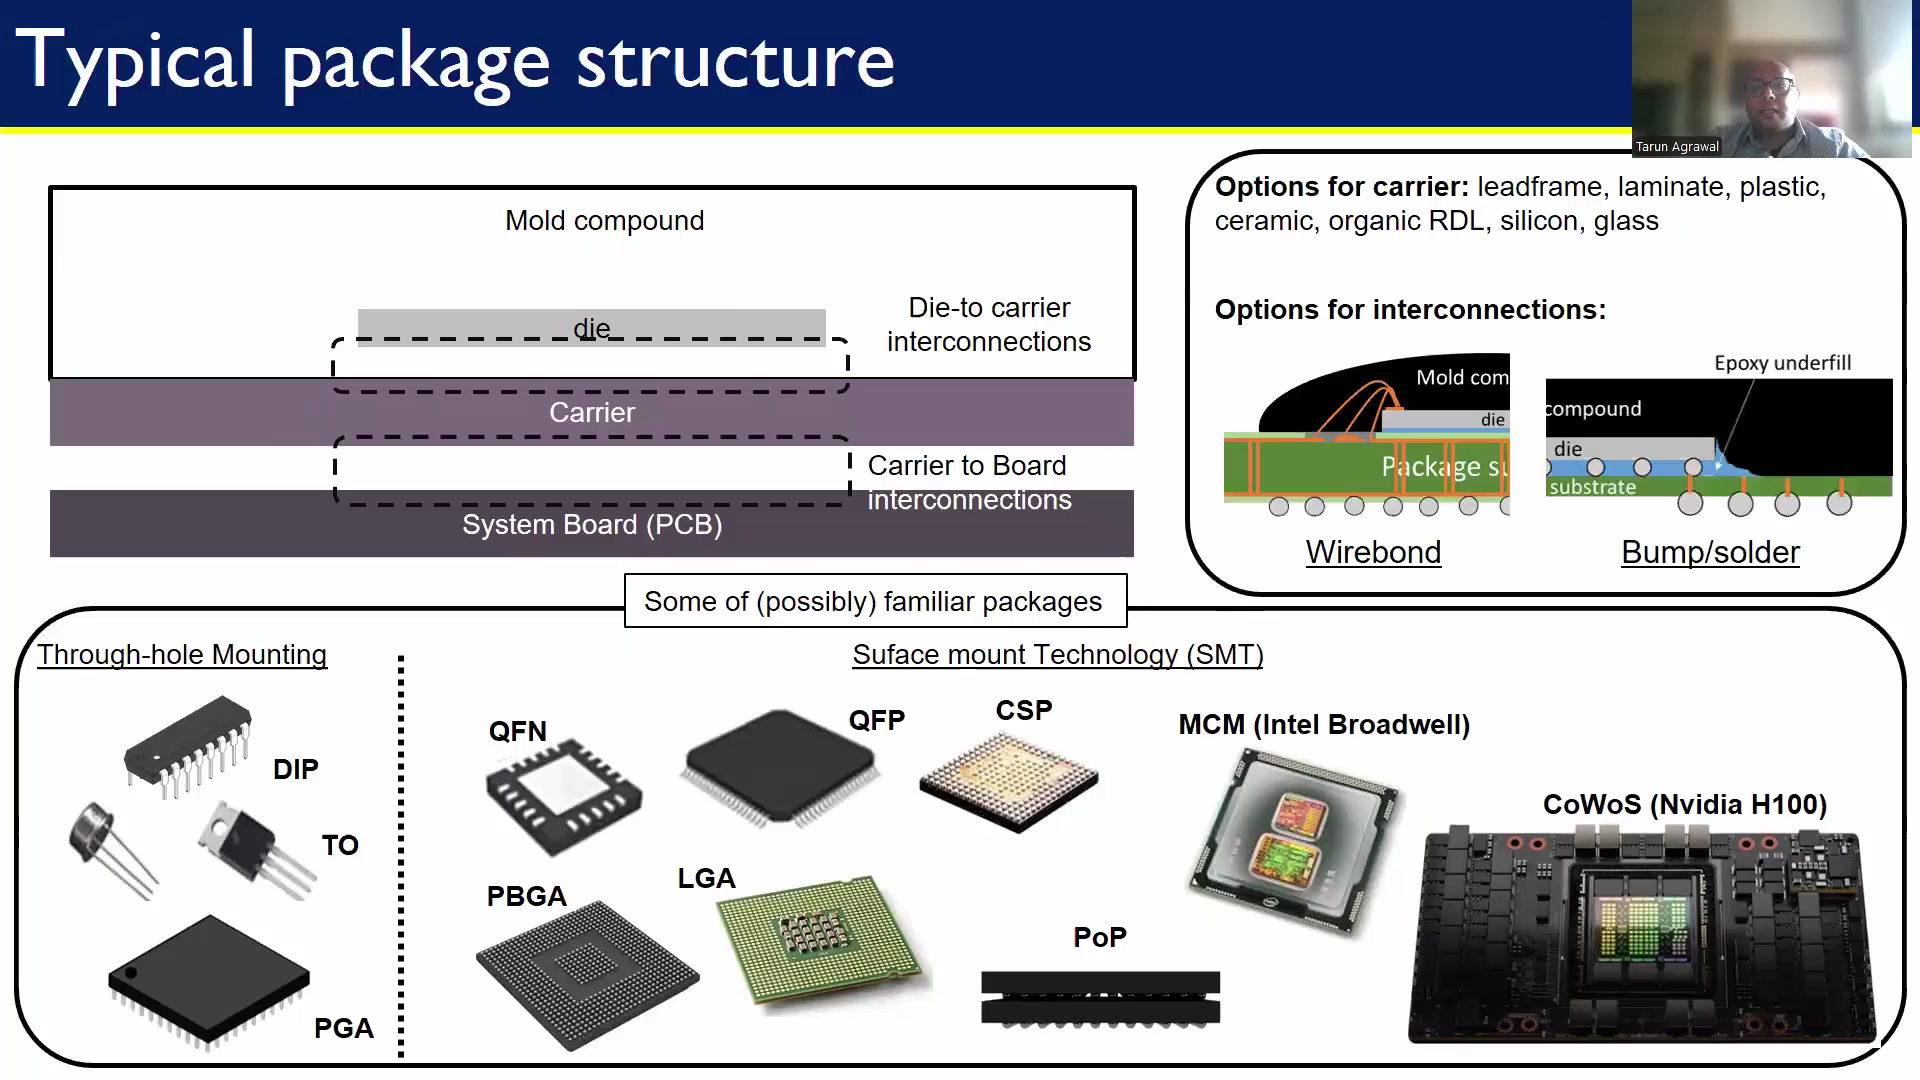 Typical package structure
Tarun Agrawal
Mold compound
die
Die-to carrier
interconnections
Carrier
Carrier to Board
interconnections
System Board (PCB)
Options for carrier: leadframe, laminate, plastic,
ceramic, organic RDL, silicon, glass
Options for interconnections:
Mold com
die
Package su
Wirebond
Epoxy underfill
compound
die
substrate
Bump/solder
Some of (possibly) familiar packages
Through-hole Mounting
DIP
TO
PGA
Suface mount Technology (SMT)
QFN
QFP
CSP
MCM (Intel Broadwell)
CoWoS (Nvidia H100)
PBGA
LGA
PoP